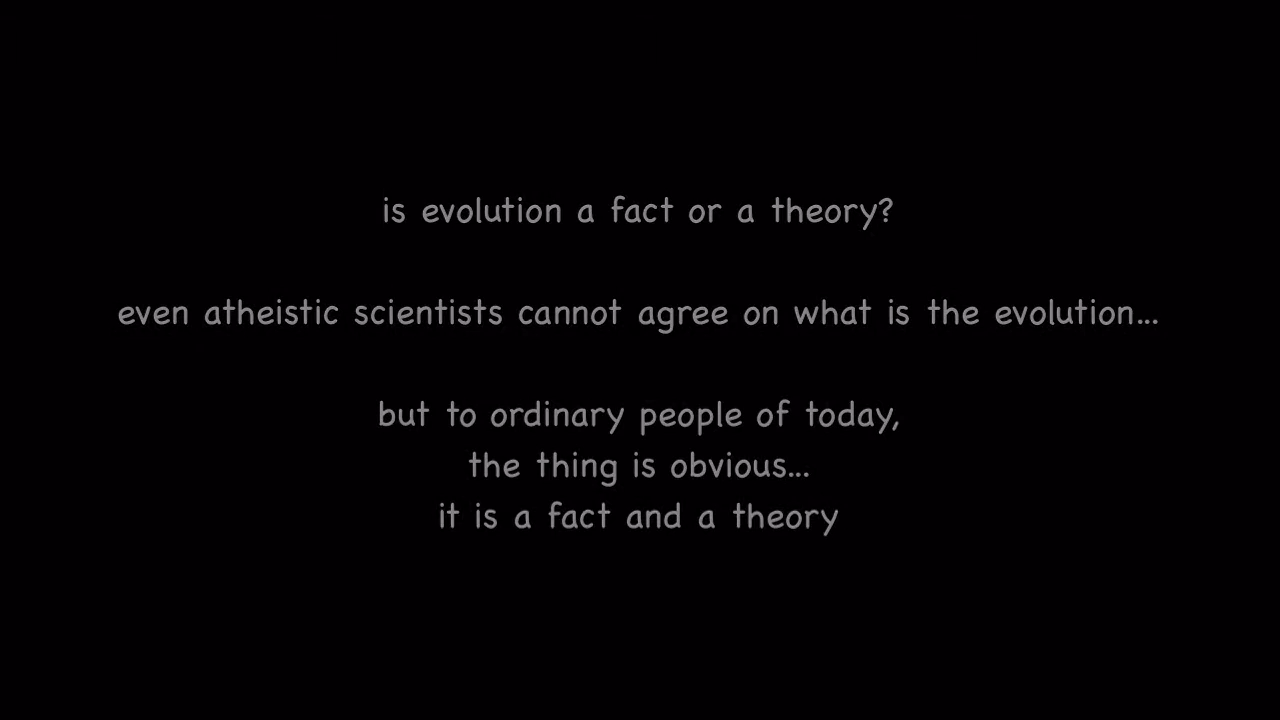 is evolution a fact or a theory?
even atheistic scientists cannot agree on what is the evolution...
but to ordinary people of today,
the thing is obvious...
it is a fact and a theory